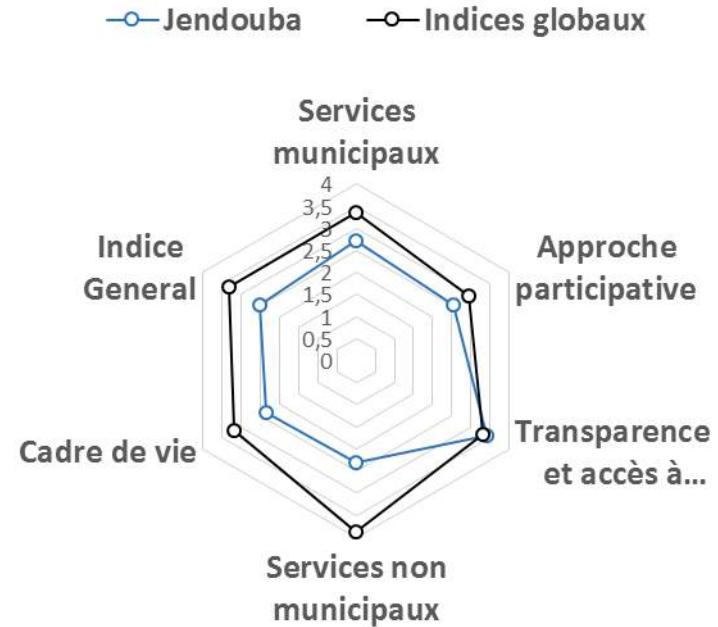 Jendouba
Indices globaux
Services
municipaux
4
3,5
3
2,5
2
1,5
1
0,5
0
Indice
General
Approche
participative
Cadre de vie
Transparence
et accès à...
Services non
municipaux